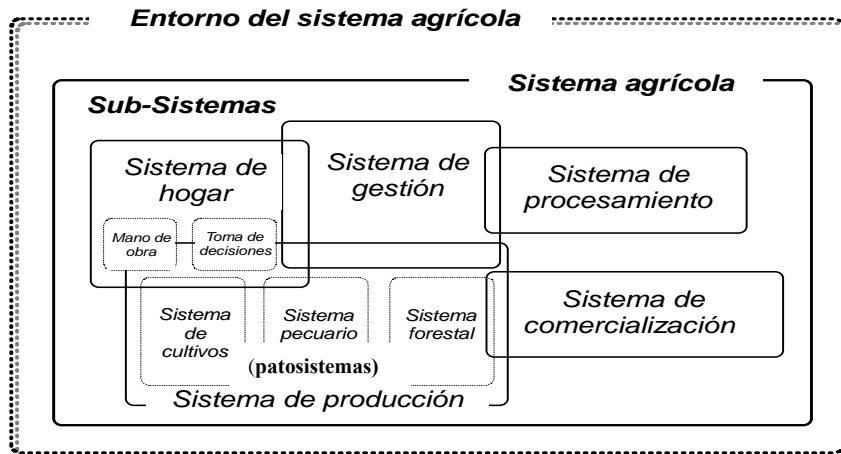 Entorno del sistema agrícola
Sistema agrícola
Sub-Sistemas
Sistema de
hogar
Sistema de
gestión
Sistema de
procesamiento
Mano de
obra
Toma de
decisiones
Sistema
de
cultivos
Sistema
pecuario
Sistema
forestal
(patosistemas)
Sistema de
comercialización
Sistema de producción